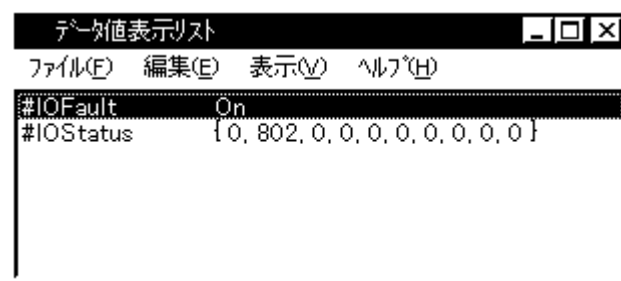 ﾃﾞｰﾀ値表示ﾘｽﾄ
ﾌｧｲﾙ(F) 編集(E) 表示(V) ﾍﾙﾌﾟ(H)
#IOFault On
#IOStatus {0, 802, 0, 0, 0, 0, 0, 0, 0, 0}